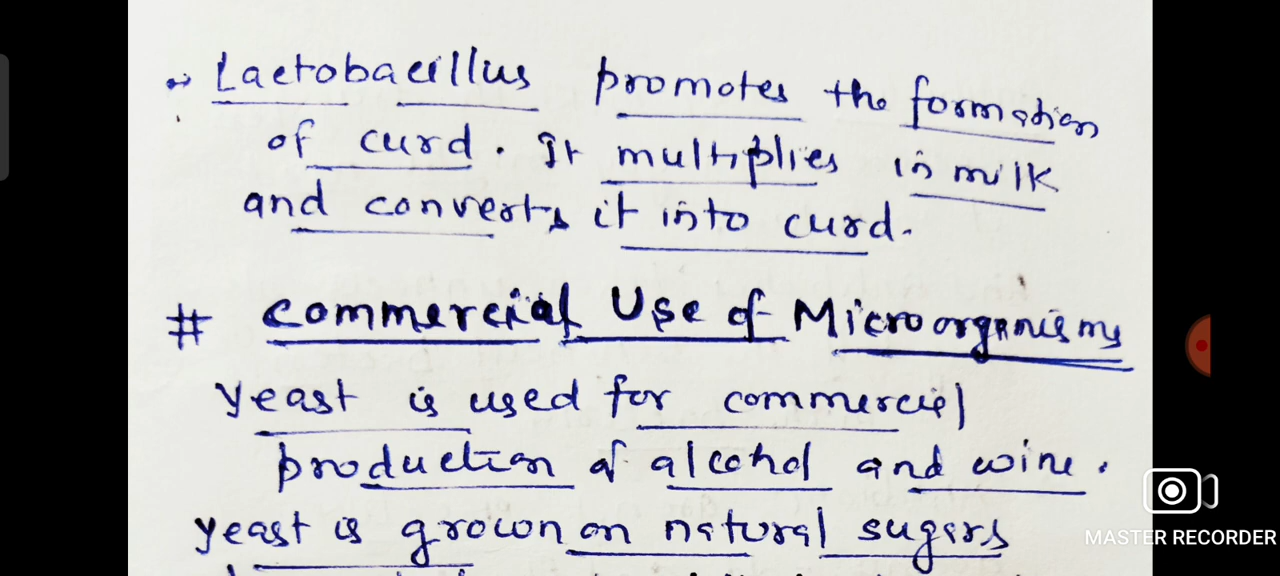 Lactobacillus promotes the formation
of curd. It multiplies in milk
and converts it into curd.
# Commercial Use of Microorganisms
Yeast is used for commerciel
production of alcohol and wine.
Yeast is grown on natural sugars
MASTER RECORDER